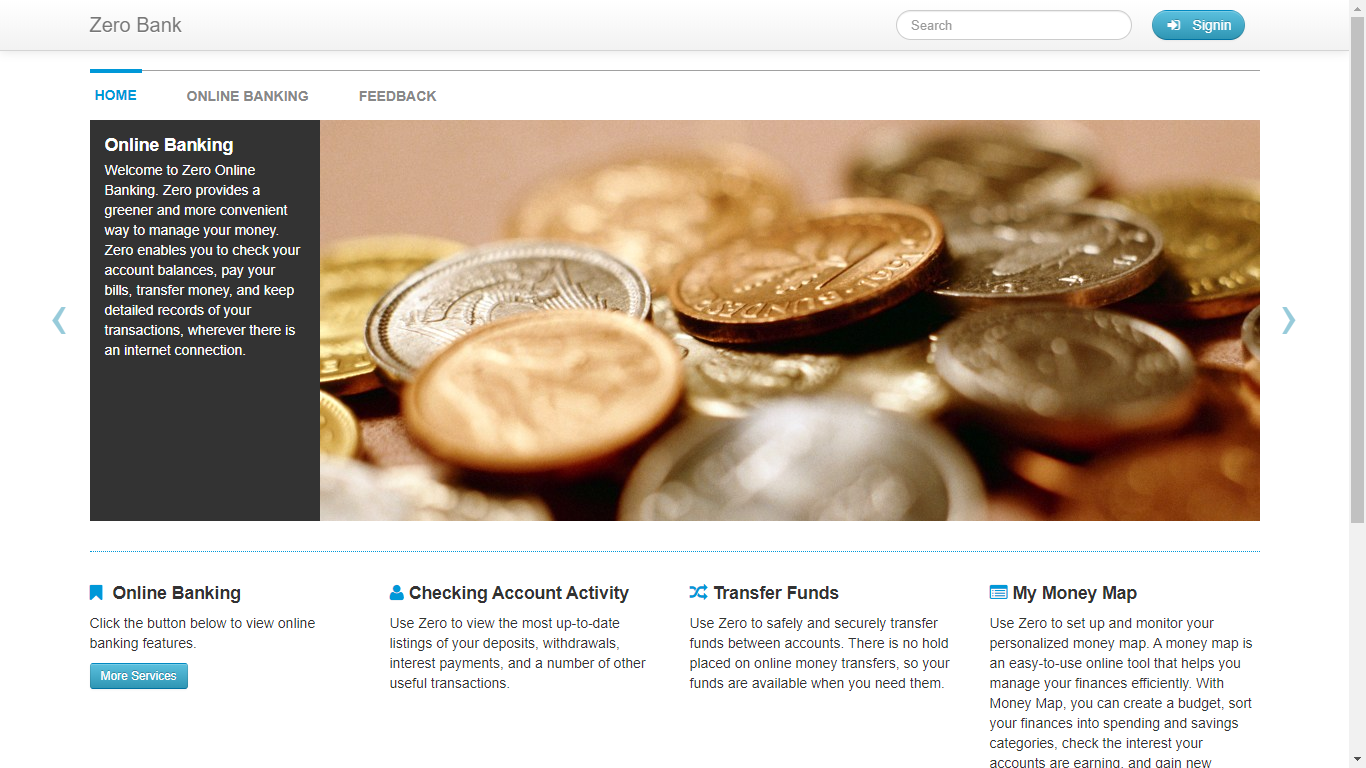 Zero Bank
Search
Signin
HOME
ONLINE BANKING
FEEDBACK
Online Banking
Welcome to Zero Online
Banking. Zero provides a
greener and more convenient
way to manage your money.
Zero enables you to check your
account balances, pay your
bills, transfer money, and keep
detailed records of your
transactions, wherever there is
an internet connection.
Online Banking
Click the button below to view online
banking features.
More Services
Checking Account Activity
Use Zero to view the most up-to-date
listings of your deposits, withdrawals,
interest payments, and a number of other
useful transactions.
Transfer Funds
Use Zero to safely and securely transfer
funds between accounts. There is no hold
placed on online money transfers, so your
funds are available when you need them.
My Money Map
Use Zero to set up and monitor your
personalized money map. A money map is
an easy-to-use online tool that helps you
manage your finances efficiently. With
Money Map, you can create a budget, sort
your finances into spending and savings
categories, check the interest your
accounts are earning, and gain new